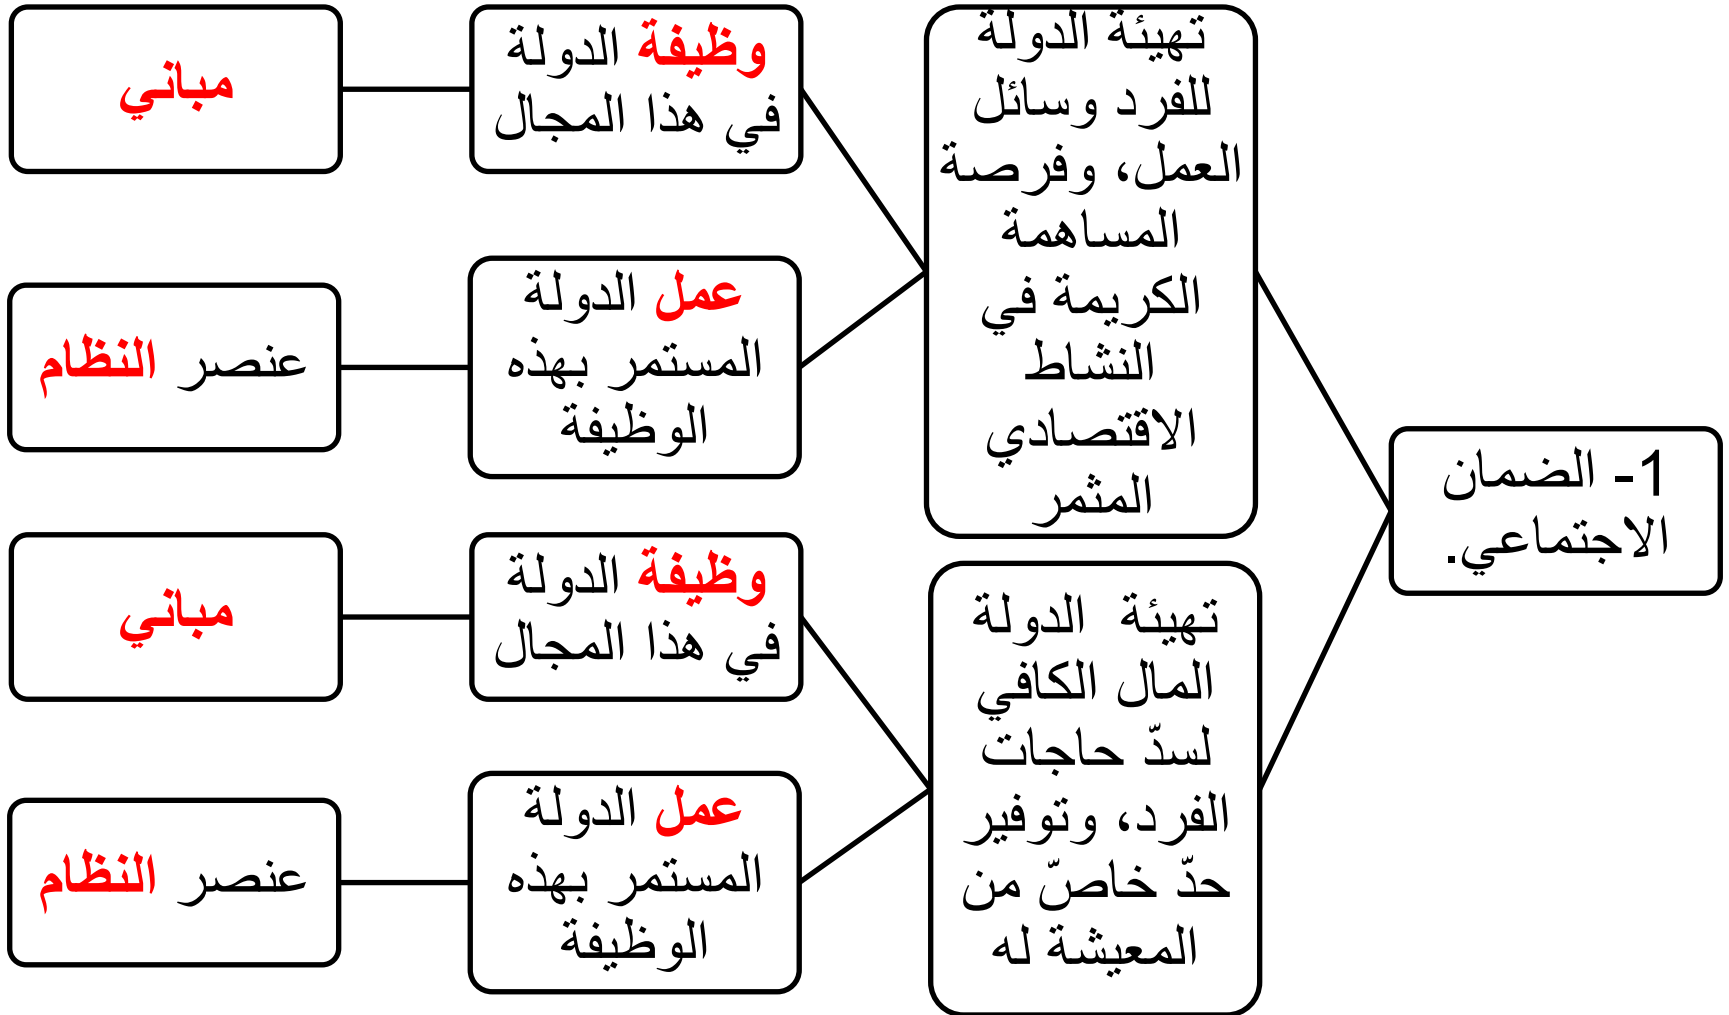 1- الضمان
الاجتماعي.
تهيئة الدولة
للفرد وسائل
العمل، وفرصة
المساهمة
الكريمة في
النشاط
الاقتصادي
المثمر
وظيفة الدولة
في هذا المجال
مباني
عمل الدولة
المستمر بهذه
الوظيفة
عنصر النظام
تهيئة الدولة
المال الكافي
لسدّ حاجات
الفرد، وتوفير
حدّ خاصّ من
المعيشة له
وظيفة الدولة
في هذا المجال
مباني
عمل الدولة
المستمر بهذه
الوظيفة
عنصر النظام